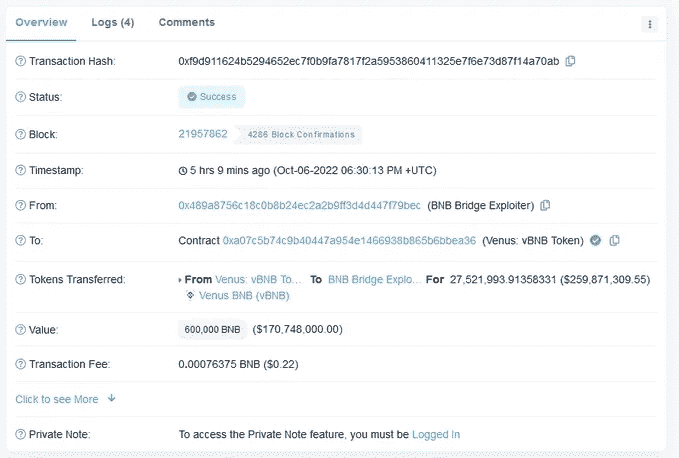 Overview Logs (4) Comments
Transaction Hash: 0xf9d911624b5294652ec7f0b9fa7817f2a5953860411325e7f6e73d87f14a70ab
Status: Success
Block: 21957862 4286 Block Confirmations
Timestamp: 5 hrs 9 mins ago (Oct-06-2022 06:30:13 PM +UTC)
From: 0x489a8756c18c0b8b24ec2a2b9ff3d4d447f79bec (BNB Bridge Exploiter)
To: Contract 0xa07c5b74c9b40447a954e1466938b865b6bbea36 (Venus: vBNB Token)
Tokens Transferred: From Venus: vBNB To... To BNB Bridge Explo... For 27,521,993.91358331 ($259,871,309.55)
Venus BNB (vBNB)
Value: 600,000 BNB ($170,748,000.00)
Transaction Fee: 0.00076375 BNB ($0.22)
Click to see More
Private Note: To access the Private Note feature, you must be Logged In